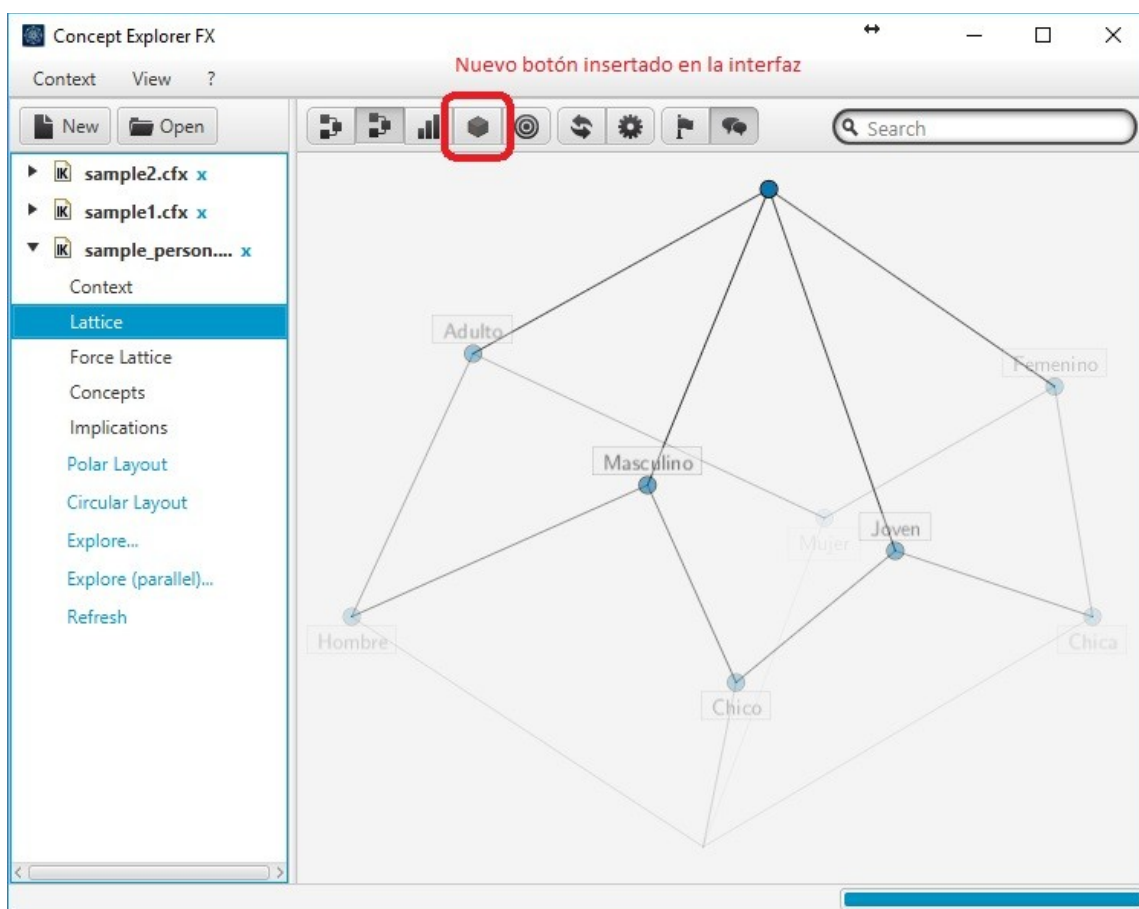 Concept Explorer FX
Nuevo botón insertado en la interfaz
Context View ?
New Open
Search
sample2.cfx x
sample1.cfx x
sample_person.... x
Context
Lattice
Force Lattice
Concepts
Implications
Polar Layout
Circular Layout
Explore...
Explore (parallel)...
Refresh
Adulto
Femenino
Masculino
Joven
Mujer
Hombre
Chica
Chico